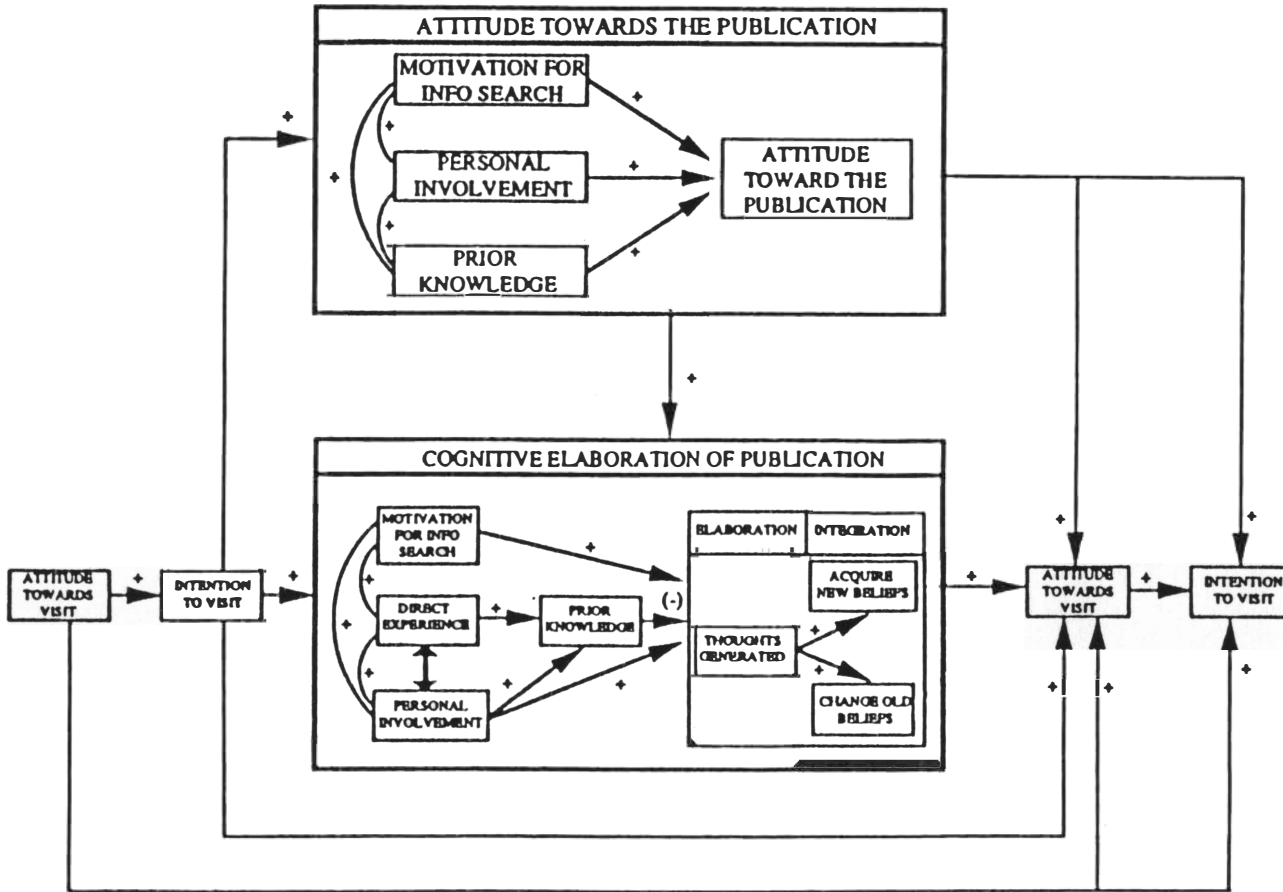 ATTITUDE TOWARDS THE PUBLICATION
MOTIVATION FOR
INFO SEARCH
+
+
+
PERSONAL
INVOLVEMENT
+
+
ATTITUDE
TOWARD THE
PUBLICATION
+
PRIOR
KNOWLEDGE
+
+
COGNITIVE ELABORATION OF PUBLICATION
MOTIVATION
FOR INFO
SEARCH
+
ELABORATION
INTEGRATION
+
+
ATTITUDE
TOWARDS
VISIT
+
INTENTION
TO VISIT
+
+
+
DIRECT
EXPERIENCE
+
PRIOR
KNOWLEDGE
(-)
ACQUIRE
NEW BELIEFS
+
THOUGHTS
GENERATED
+
+
CHANGE OLD
BELIEFS
+
PERSONAL
INVOLVEMENT
+
+
ATTITUDE
TOWARDS
VISIT
+
INTENTION
TO VISIT
+
+
+